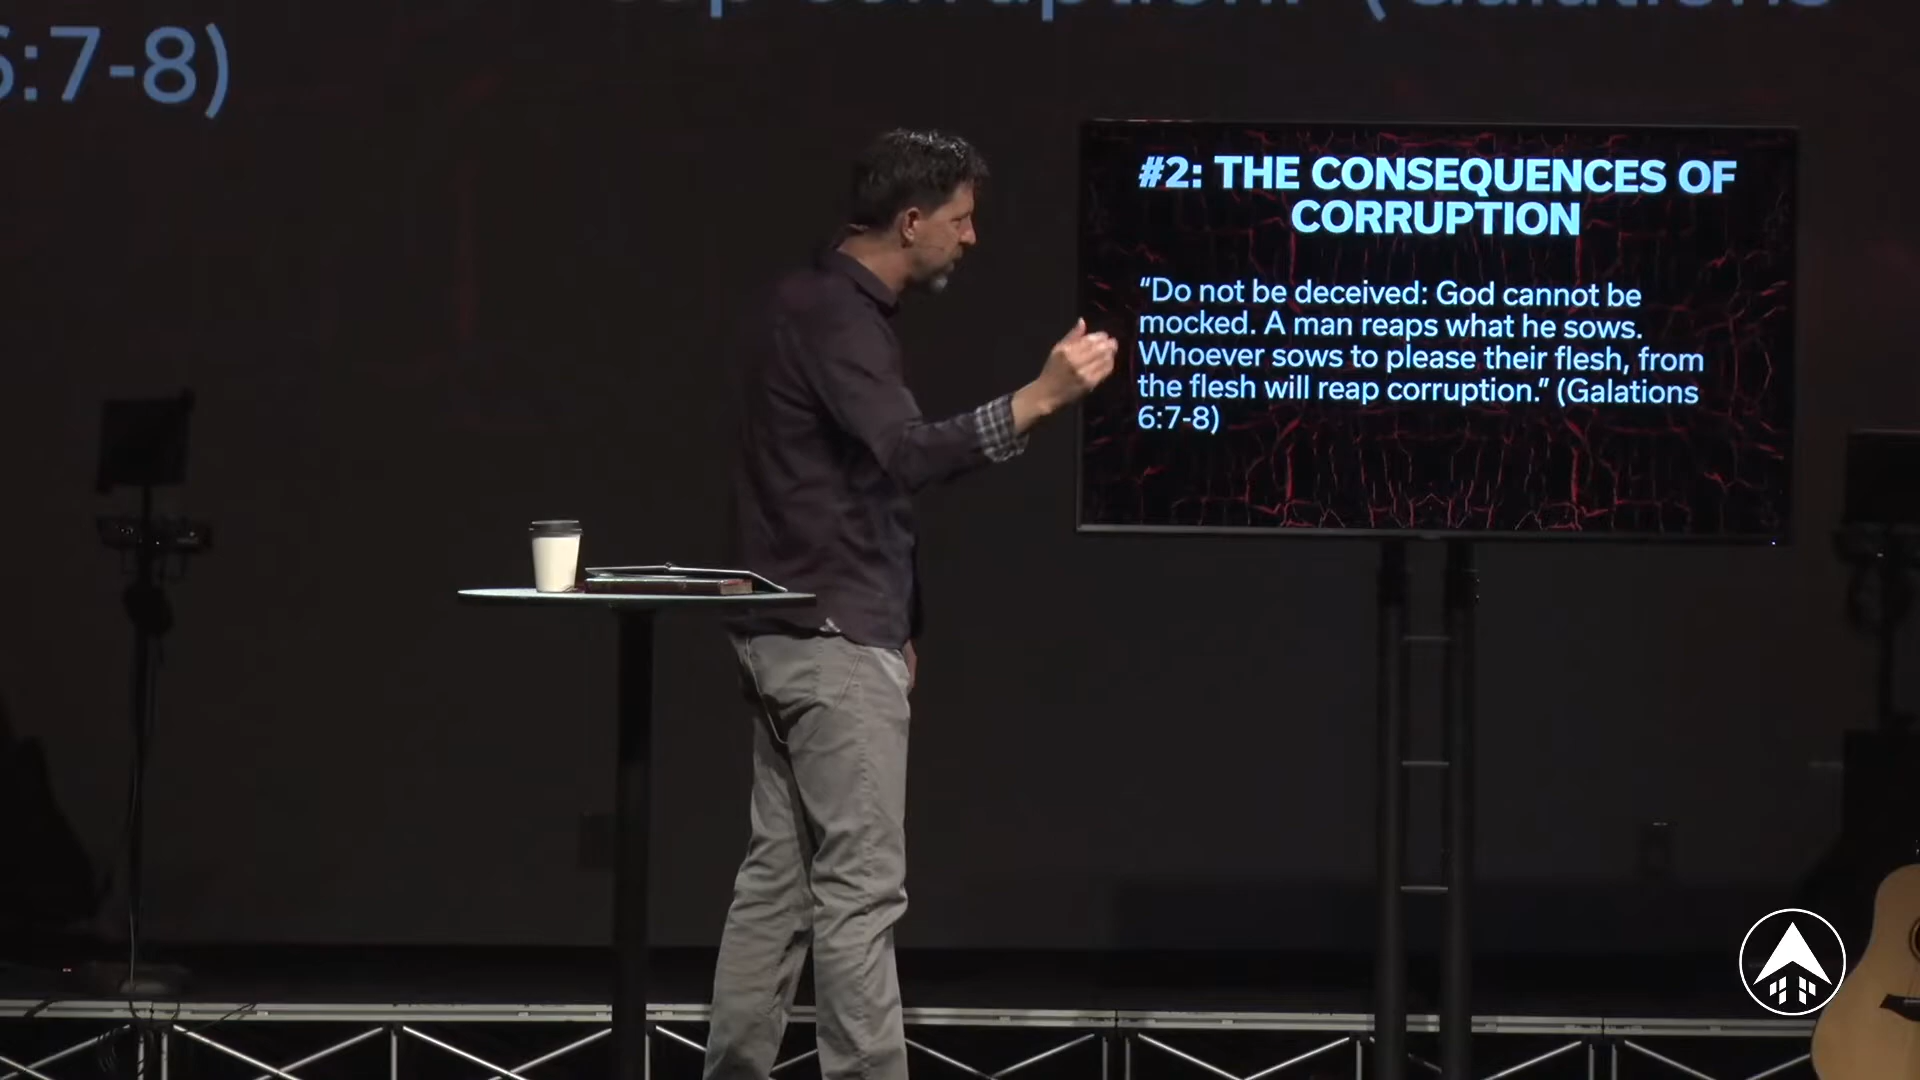 6:7-8)
#2: THE CONSEQUENCES OF
CORRUPTION
“Do not be deceived: God cannot be
mocked. A man reaps what he sows.
Whoever sows to please their flesh, from
the flesh will reap corruption.” (Galations
6:7-8)